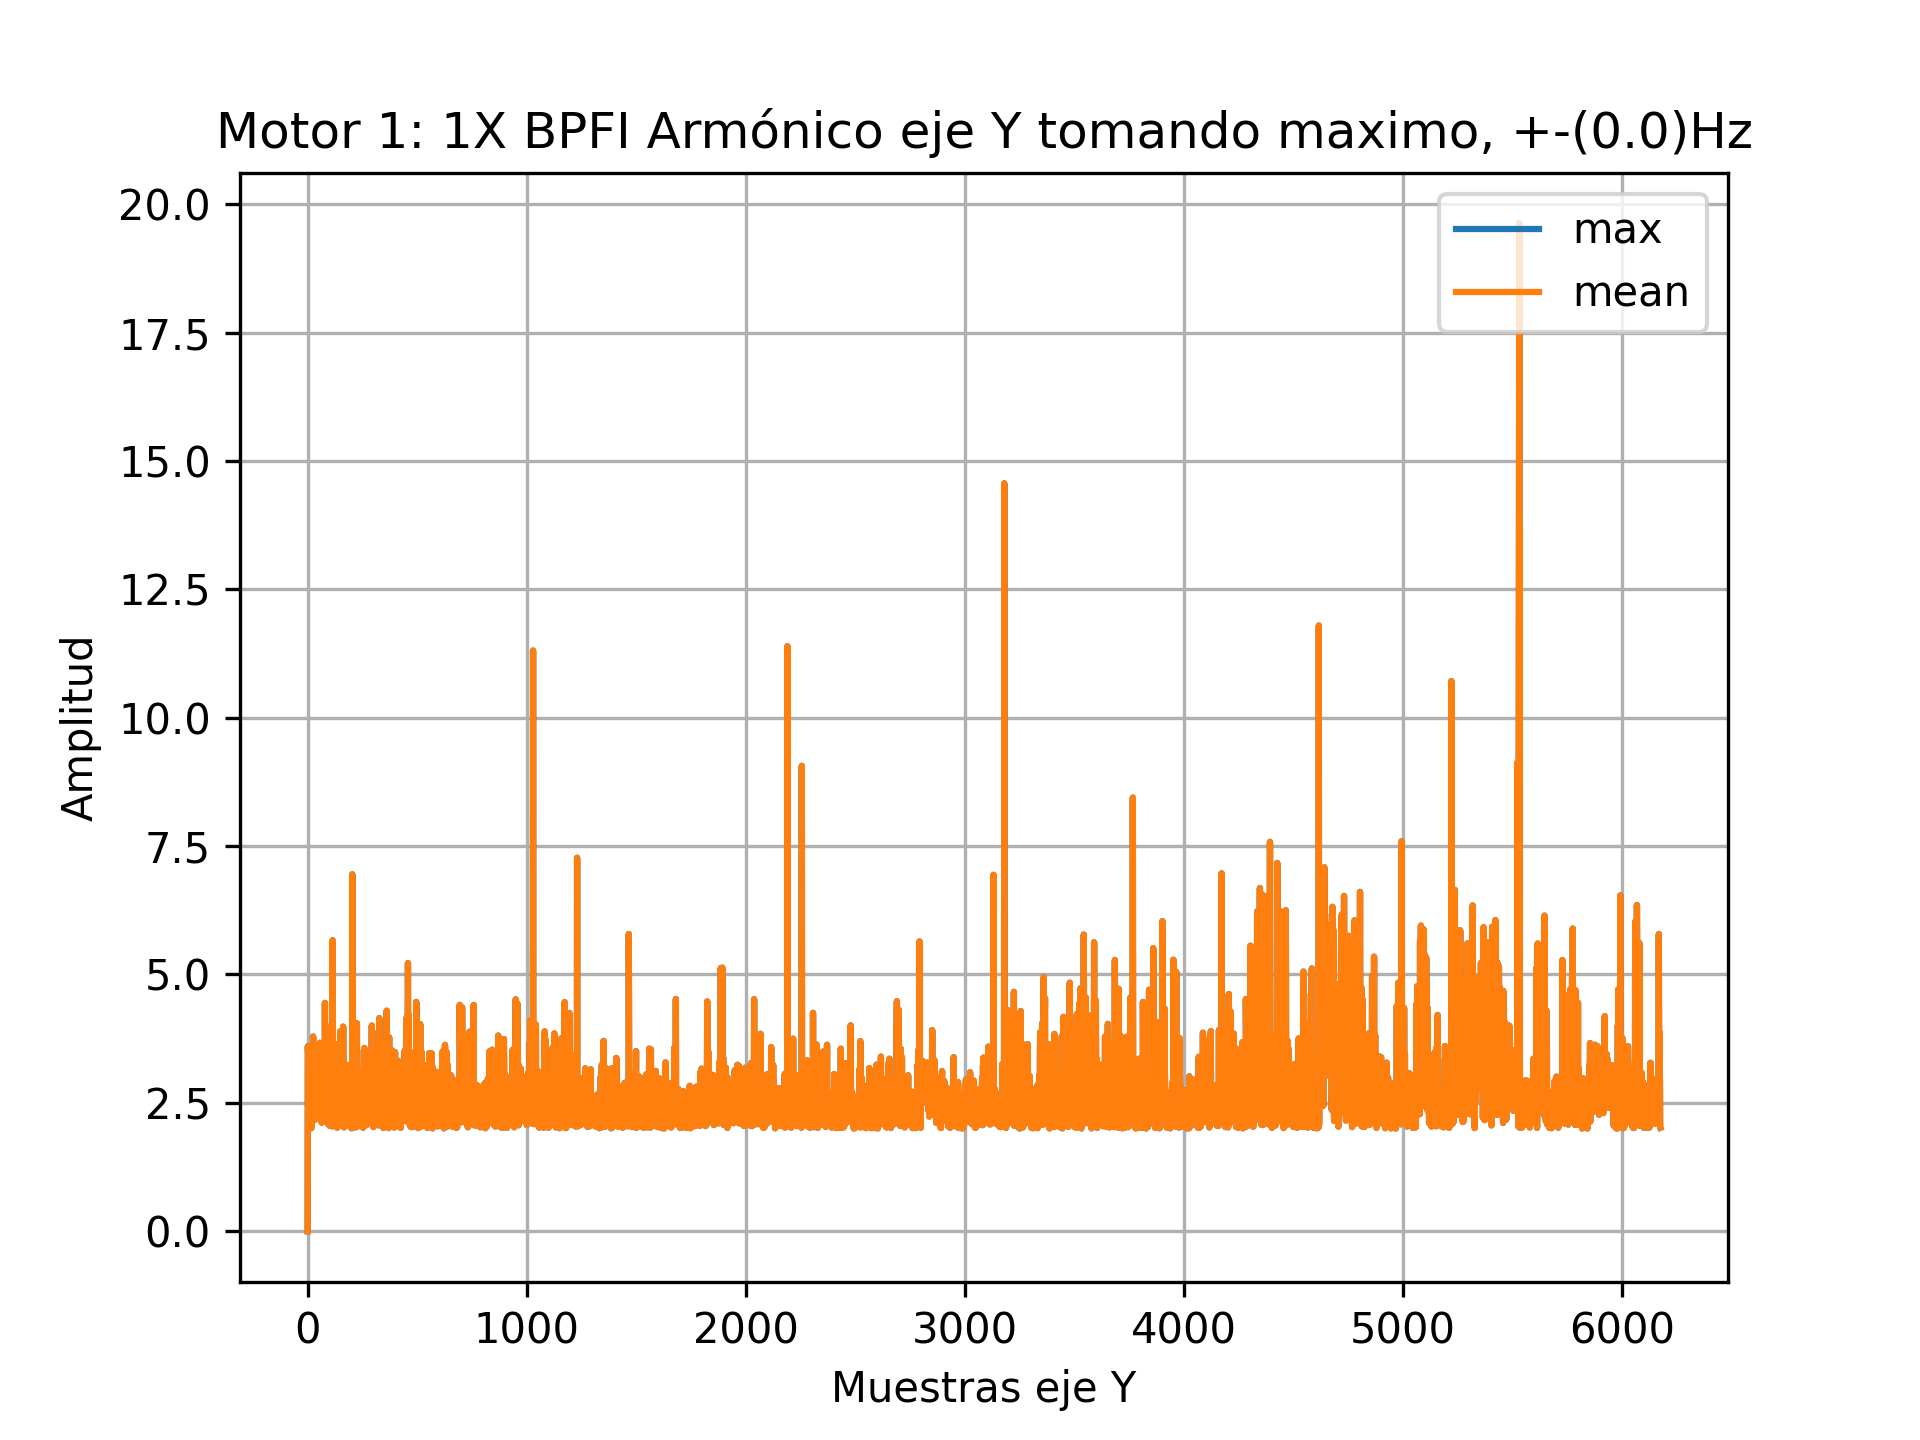 Motor 1: 1X BPFI Armónico eje Y tomando maximo, +-(0.0)Hz
max
mean
20.0
17.5
15.0
12.5
10.0
7.5
5.0
2.5
0.0
Amplitud
0 1000 2000 3000 4000 5000 6000
Muestras eje Y